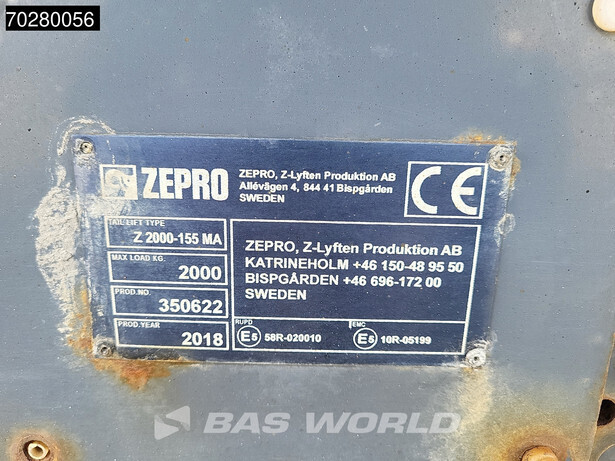 70280056
ZEPRO
ZEPRO, Z-Lyften Produktion AB
Allévägen 4, 844 41 Bispgården
SWEDEN
CE
TAIL LIFT TYPE
Z 2000-155 MA
MAX LOAD KG.
2000
PROD.NO.
350622
PROD.YEAR
2018
ZEPRO, Z-Lyften Produktion AB
KATRINEHOLM +46 150-48 95 50
BISPGÅRDEN +46 696-172 00
SWEDEN
RUPD
E5 58R-020010
EMC
E5 10R-05199
BAS WORLD